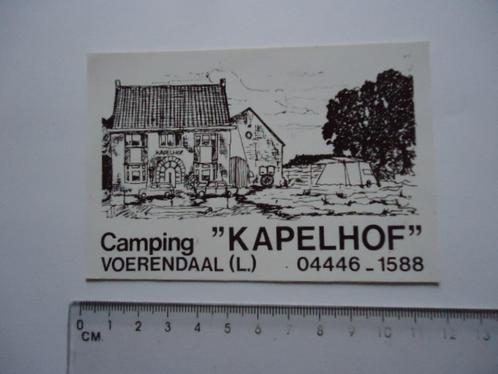 KAPELHOF
Camping "KAPELHOF"
VOERENDAAL (L.) 04446-1588
0 1 2 3 4 5 6 7 8 9 10 11 12 13
CM.